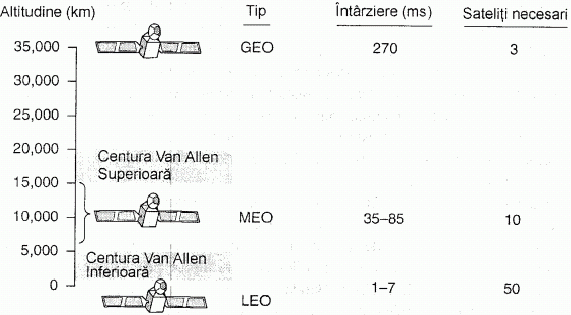 Altitudine (km) Tip Întârziere (ms) Sateliți necesari
35,000 GEO 270 3
30,000
25,000
20,000
Centura Van Allen
Superioară
15,000
10,000 MEO 35–85 10
5,000
Centura Van Allen
Inferioară
0
LEO 1–7 50